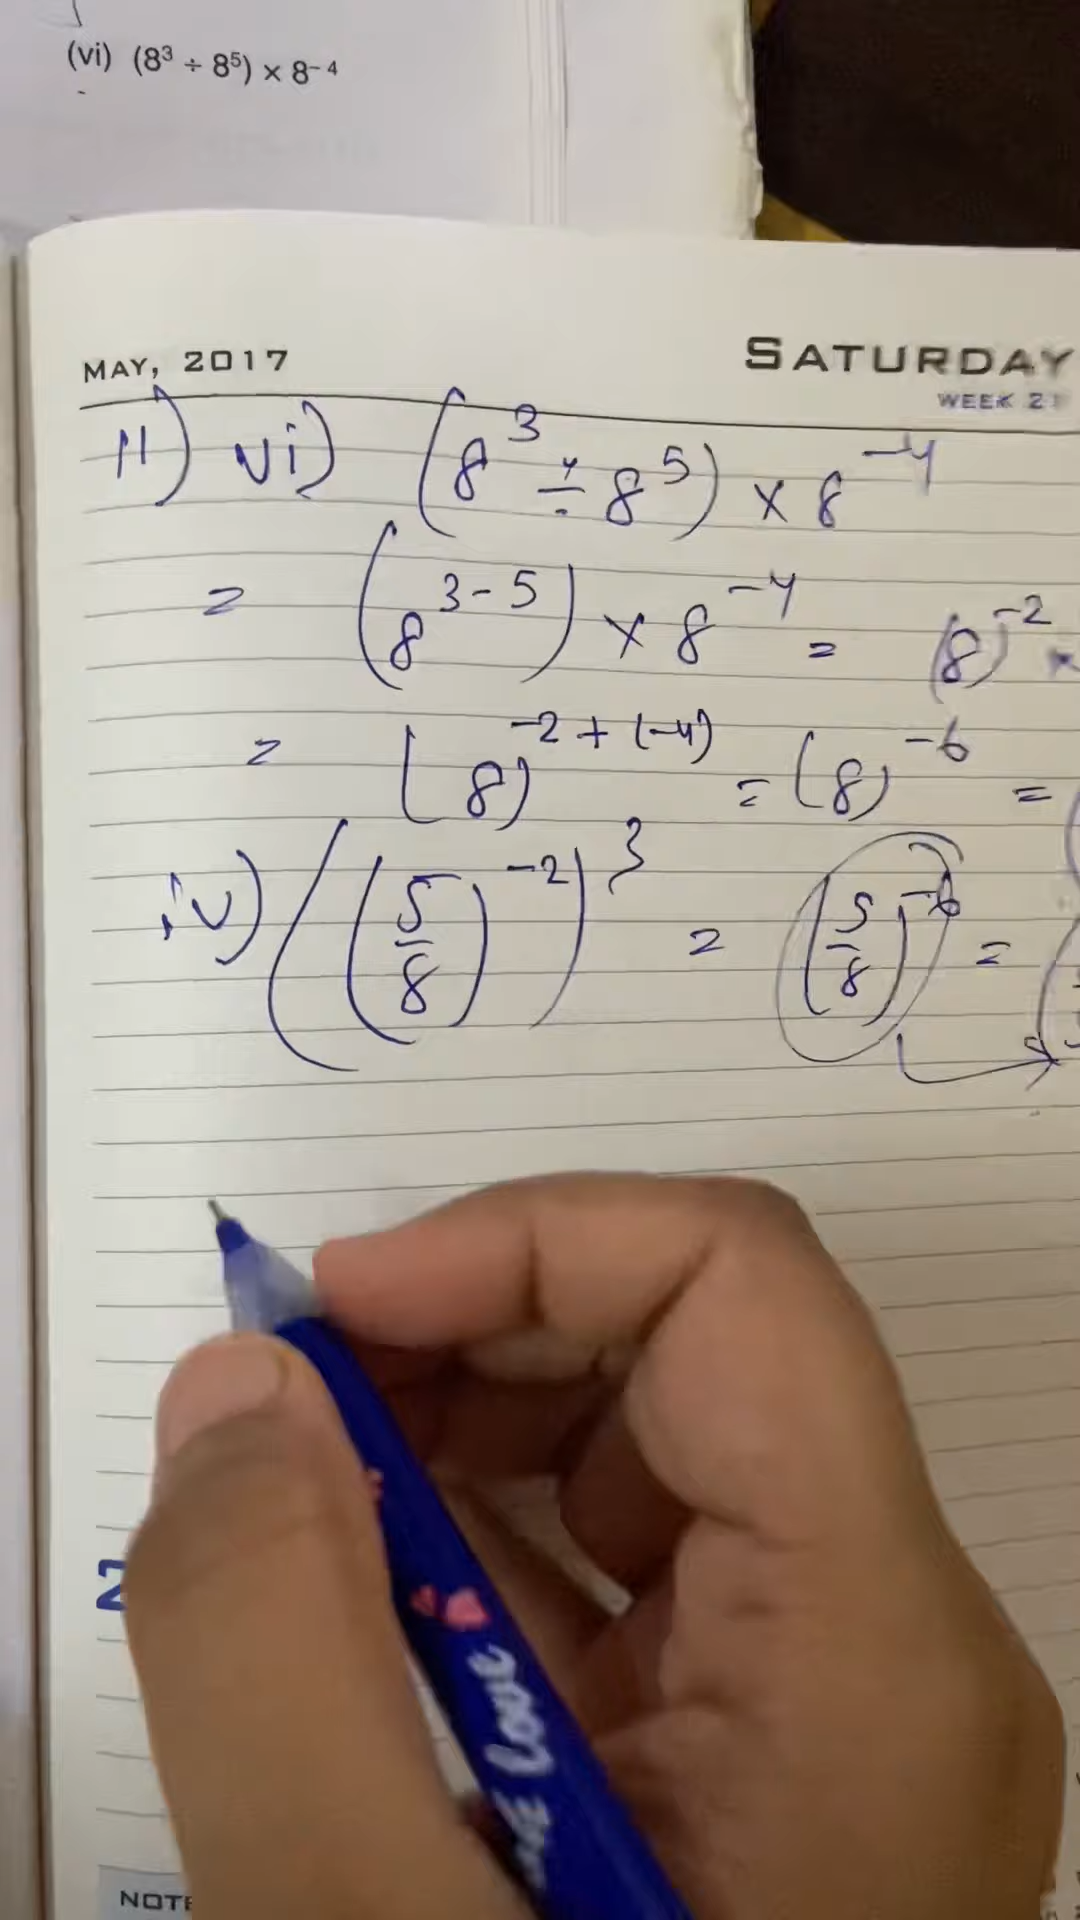 (vi) (8³ ÷ 8⁵) × 8⁻⁴
MAY, 2017
SATURDAY
WEEK 21
11) vi) (8³ ÷ 8⁵) × 8⁻⁴
= (8³⁻⁵) × 8⁻⁴ = (8)⁻² ×
= (8)⁻²⁺⁽⁻⁴⁾ = (8)⁻⁶ =
iv) ((5/8)⁻²)³ = (5/8)⁻⁶ =
Love
NOTE